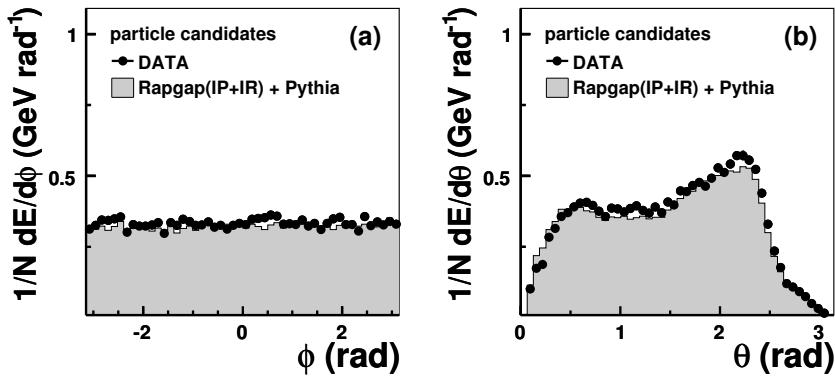 1/N dE/dϕ (GeV rad⁻¹)
1
0.5
particle candidates
(a)
DATA
Rapgap(IP+IR) + Pythia
-2
0
2
ϕ (rad)
1/N dE/dθ (GeV rad⁻¹)
1
0.5
particle candidates
(b)
DATA
Rapgap(IP+IR) + Pythia
0
1
2
3
θ (rad)